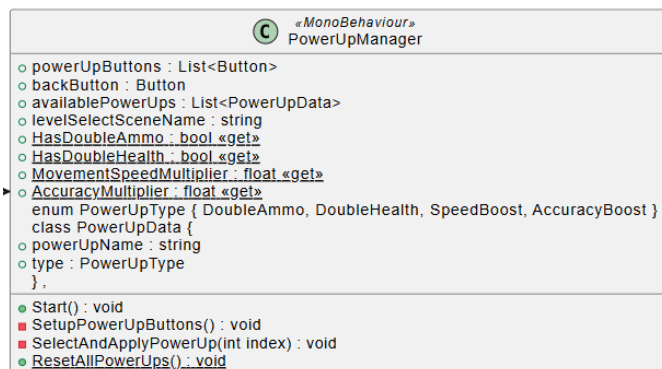 C
«MonoBehaviour»
PowerUpManager
powerUpButtons : List<Button>
backButton : Button
availablePowerUps : List<PowerUpData>
levelSelectSceneName : string
HasDoubleAmmo : bool «get»
HasDoubleHealth : bool «get»
MovementSpeedMultiplier : float «get»
AccuracyMultiplier : float «get»
enum PowerUpType { DoubleAmmo, DoubleHealth, SpeedBoost, AccuracyBoost }
class PowerUpData {
powerUpName : string
type : PowerUpType
} ,
Start() : void
SetupPowerUpButtons() : void
SelectAndApplyPowerUp(int index) : void
ResetAllPowerUps() : void